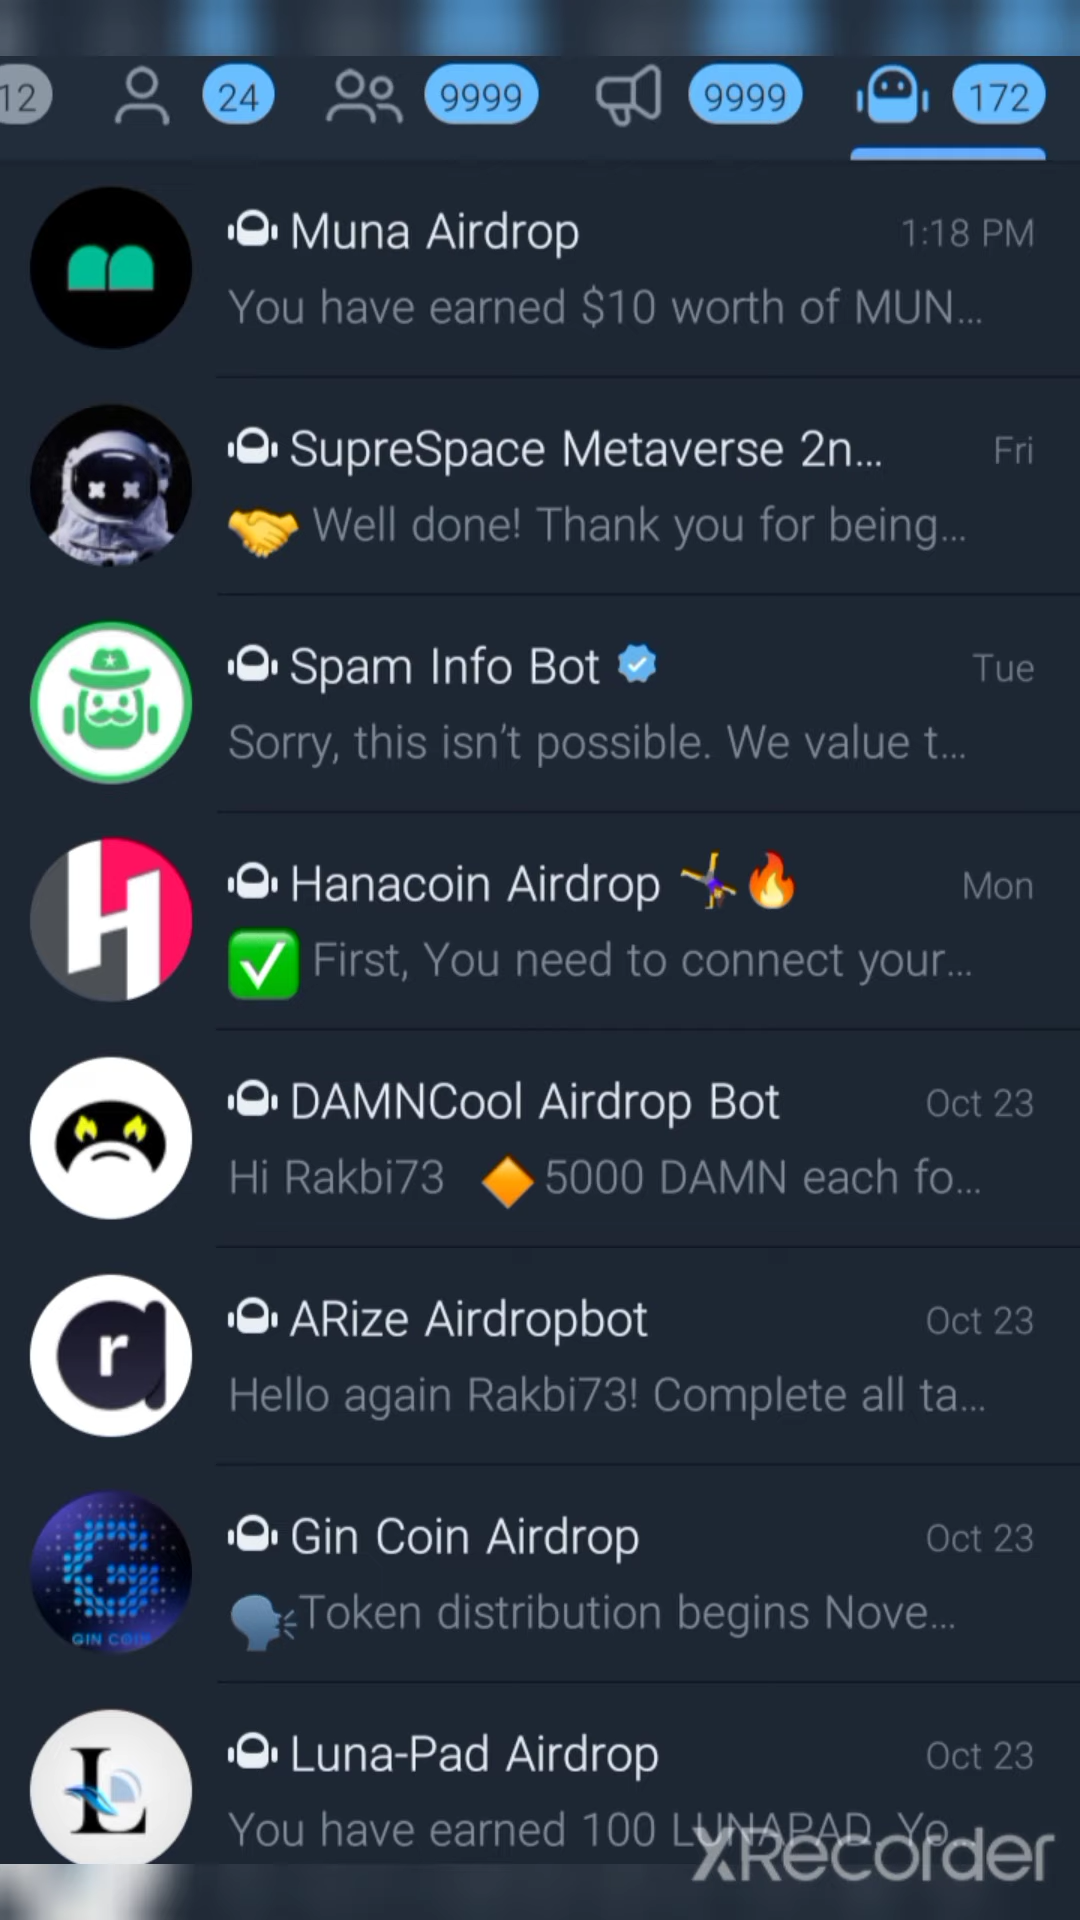 12 24 9999 9999 172
Muna Airdrop 1:18 PM
You have earned $10 worth of MUN...
SupreSpace Metaverse 2n... Fri
🤝 Well done! Thank you for being...
Spam Info Bot Tue
Sorry, this isn't possible. We value t...
Hanacoin Airdrop 🤸‍♀️🔥 Mon
✅ First, You need to connect your...
DAMNCool Airdrop Bot Oct 23
Hi Rakbi73 🔶 5000 DAMN each fo...
ARize Airdropbot Oct 23
Hello again Rakbi73! Complete all ta...
GIN COIN
Gin Coin Airdrop Oct 23
🗣Token distribution begins Nove...
Luna-Pad Airdrop Oct 23
You have earned 100 LUNAPAD. Yo...
XRecorder